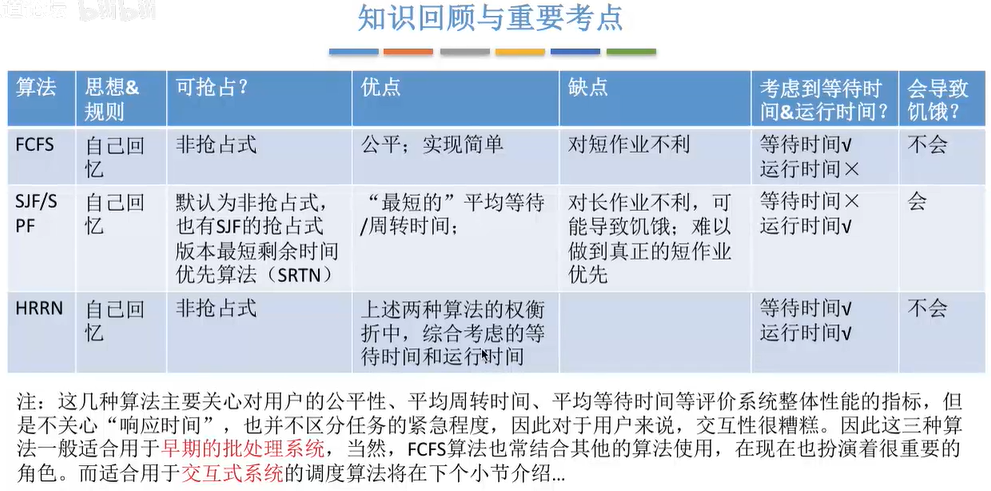 bilibili
知识回顾与重要考点
算法 思想& 可抢占？ 优点 缺点 考虑到等待时 会导致
规则 间&运行时间？ 饥饿？
FCFS 自己回 非抢占式 公平；实现简单 对短作业不利 等待时间√ 不会
忆 运行时间×
SJF/S 自己回 默认为非抢占式， “最短的”平均等待 对长作业不利，可 等待时间× 会
PF 忆 也有SJF的抢占式 /周转时间； 能导致饥饿；难以 运行时间√
版本最短剩余时间 做到真正的短作业
优先算法（SRTN） 优先
HRRN 自己回 非抢占式 上述两种算法的权衡 等待时间√ 不会
忆 折中，综合考虑的等 运行时间√
待时间和运行时间
注：这几种算法主要关心对用户的公平性、平均周转时间、平均等待时间等评价系统整体性能的指标，但
是不关心“响应时间”，也并不区分任务的紧急程度，因此对于用户来说，交互性很糟糕。因此这三种算
法一般适合用于早期的批处理系统，当然，FCFS算法也常结合其他的算法使用，在现在也扮演着很重要的
角色。而适合用于交互式系统的调度算法将在下个小节介绍...